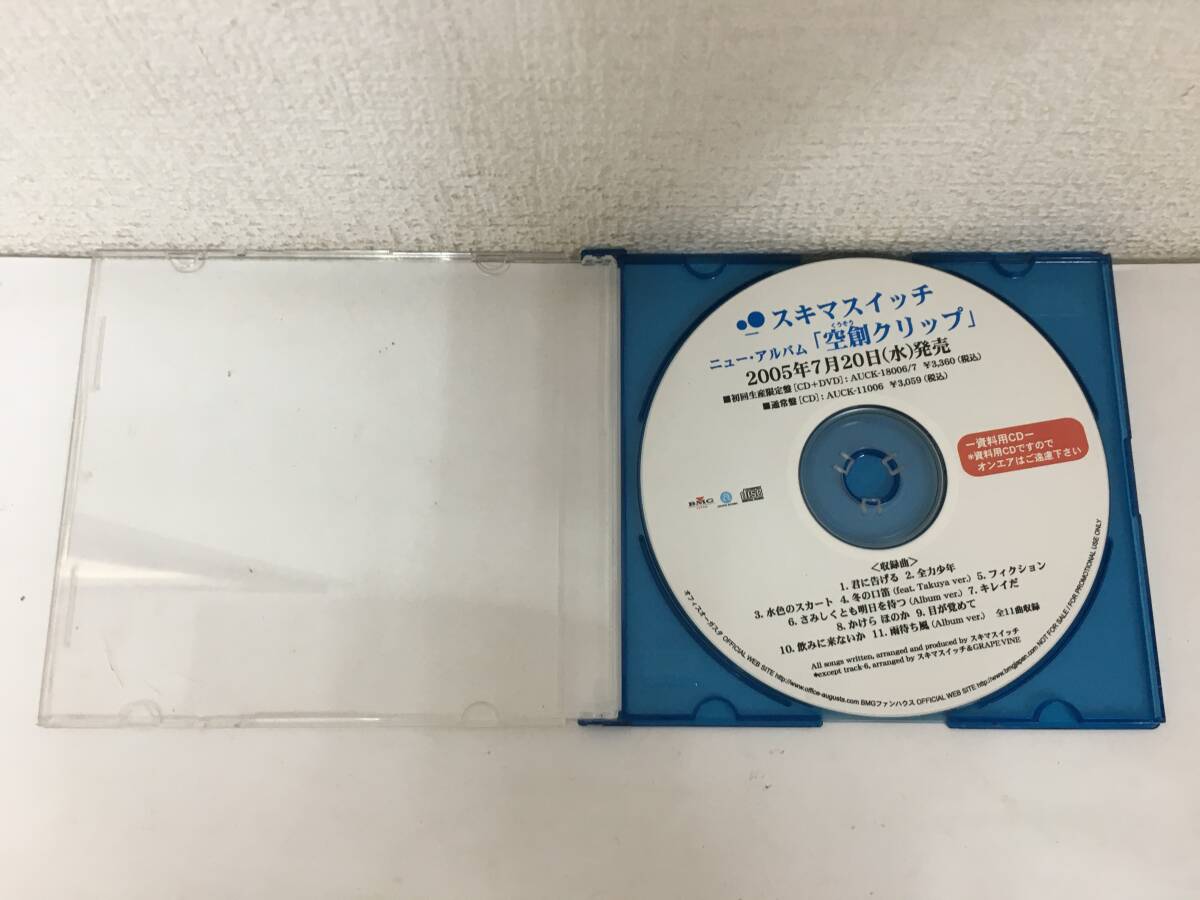 スキマスイッチ
くうそう
ニュー・アルバム「空創クリップ」
2005年7月20日(水)発売
■初回生産限定盤[CD+DVD]：AUCK-18006/7 ￥3,360(税込)
■通常盤[CD]：AUCK-11006 ￥3,059(税込)
ー資料用CDー
*資料用CDですので
オンエアはご遠慮下さい
BMG
disc
<収録曲>
1. 君に告げる 2. 全力少年
3. 水色のスカート 4. 冬の口笛 (feat. Takuya ver.) 5. フィクション
6. さみしくとも明日を待つ (Album ver.) 7. キレイだ
8. かけら ほのか 9. 目が覚めて
10. 飲みに来ないか 11. 雨待ち風 (Album ver.) 全11曲収録
All songs written, arranged and produced by スキマスイッチ
*except track-6, arranged by スキマスイッチ&GRAPEVINE
オフィスオーガスタ OFFICIAL WEB SITE http://www.office-augusta.com BMGファンハウス OFFICIAL WEB SITE http://www.bmgjapan.com NOT FOR SALE / FOR PROMOTIONAL USE ONLY